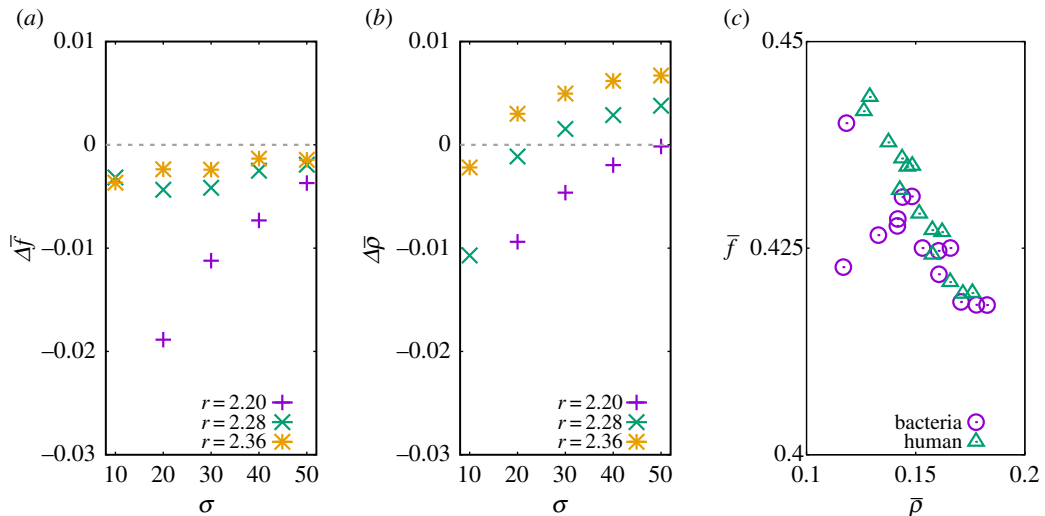 (a)
0.01
0
−0.01
−0.02
−0.03
Δf̄
r = 2.20
r = 2.28
r = 2.36
10 20 30 40 50
σ
(b)
0.01
0
−0.01
−0.02
−0.03
Δρ̄
r = 2.20
r = 2.28
r = 2.36
10 20 30 40 50
σ
(c)
0.45
0.425
0.4
f̄
bacteria
human
0.1 0.15 0.2
ρ̄